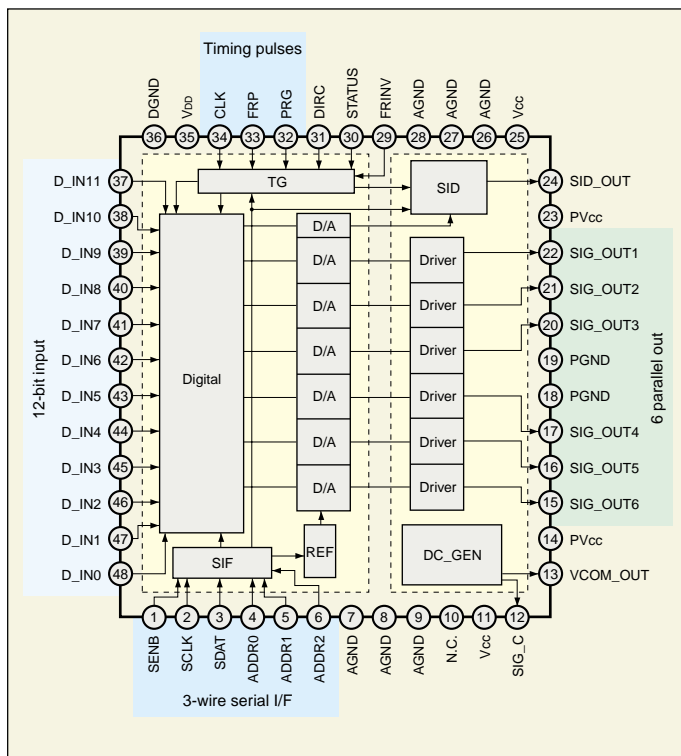 Timing pulses
DGND
VDD
CLK
FRP
PRG
DIRC
STATUS
FRINV
AGND
AGND
AGND
Vcc
36
35
34
33
32
31
30
29
28
27
26
25
D_IN11
37
D_IN10
38
D_IN9
39
D_IN8
40
D_IN7
41
D_IN6
42
D_IN5
43
D_IN4
44
D_IN3
45
D_IN2
46
D_IN1
47
D_IN0
48
12-bit input
TG
SID
Digital
D/A
D/A
D/A
D/A
D/A
D/A
D/A
Driver
Driver
Driver
Driver
Driver
Driver
SIF
REF
DC_GEN
24
SID_OUT
23
PVcc
22
SIG_OUT1
21
SIG_OUT2
20
SIG_OUT3
19
PGND
18
PGND
17
SIG_OUT4
16
SIG_OUT5
15
SIG_OUT6
14
PVcc
13
VCOM_OUT
6 parallel out
1
2
3
4
5
6
7
8
9
10
11
12
SENB
SCLK
SDAT
ADDR0
ADDR1
ADDR2
AGND
AGND
AGND
N.C.
Vcc
SIG_C
3-wire serial I/F